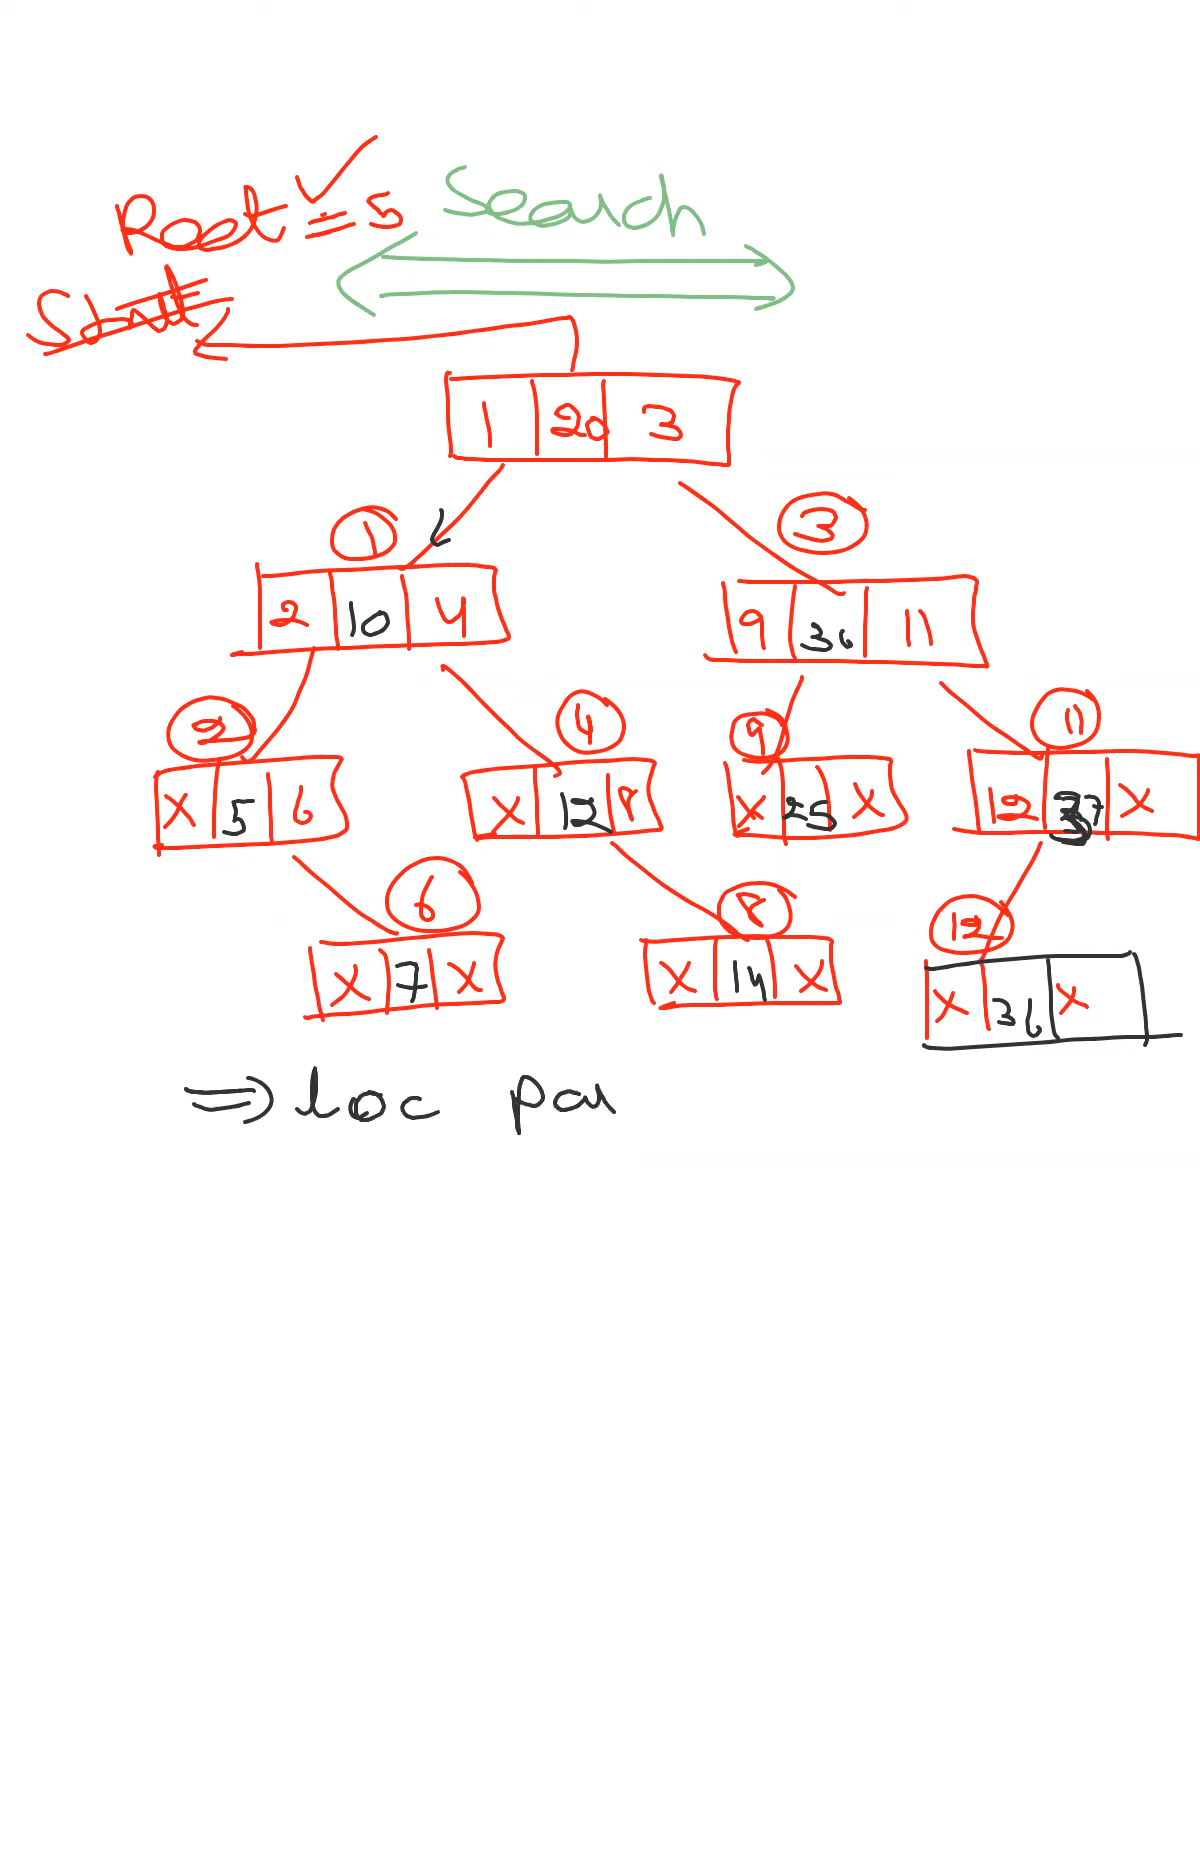 Root = 5 Search
1 20 3
1 3
2 10 4 9 36 11
2 4 9 11
X 5 6 X 12 8 X 25 X 12 37 X
6 8 12
X 7 X X 14 X X 36 X
⇒ loc par